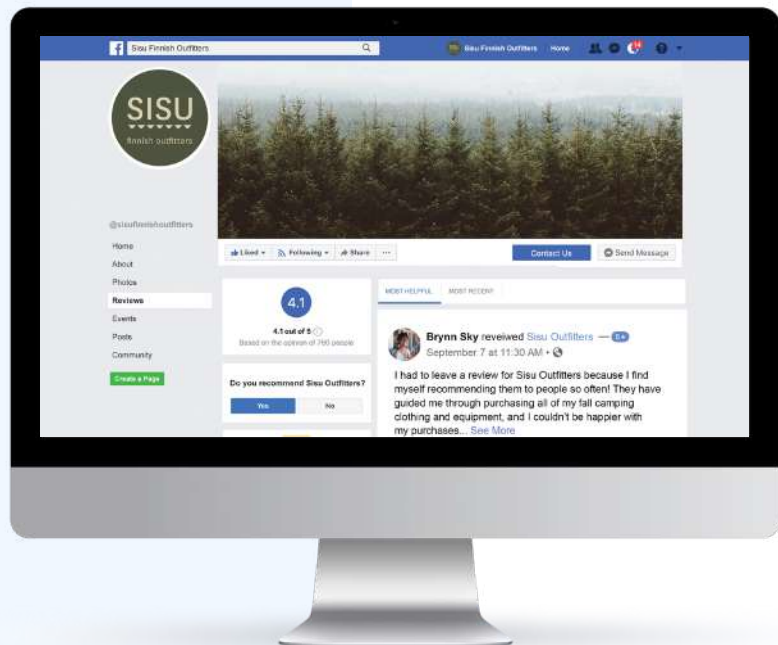 Sisu Finnish Outfitters
Sisu Finnish Outfitters Home
SISU
finnish outfitters
@sisufinnishoutfitters
Home
About
Photos
Reviews
Events
Posts
Community
Create a Page
Liked Following Share ...
Contact Us Send Message
4.1
4.1 out of 5
Based on the opinion of 760 people
Do you recommend Sisu Outfitters?
Yes No
MOST HELPFUL MOST RECENT
Brynn Sky reveiwed Sisu Outfitters —
September 7 at 11:30 AM •
I had to leave a review for Sisu Outfitters because I find
myself recommending them to people so often! They have
guided me through purchasing all of my fall camping
clothing and equipment, and I couldn't be happier with
my purchases... See More